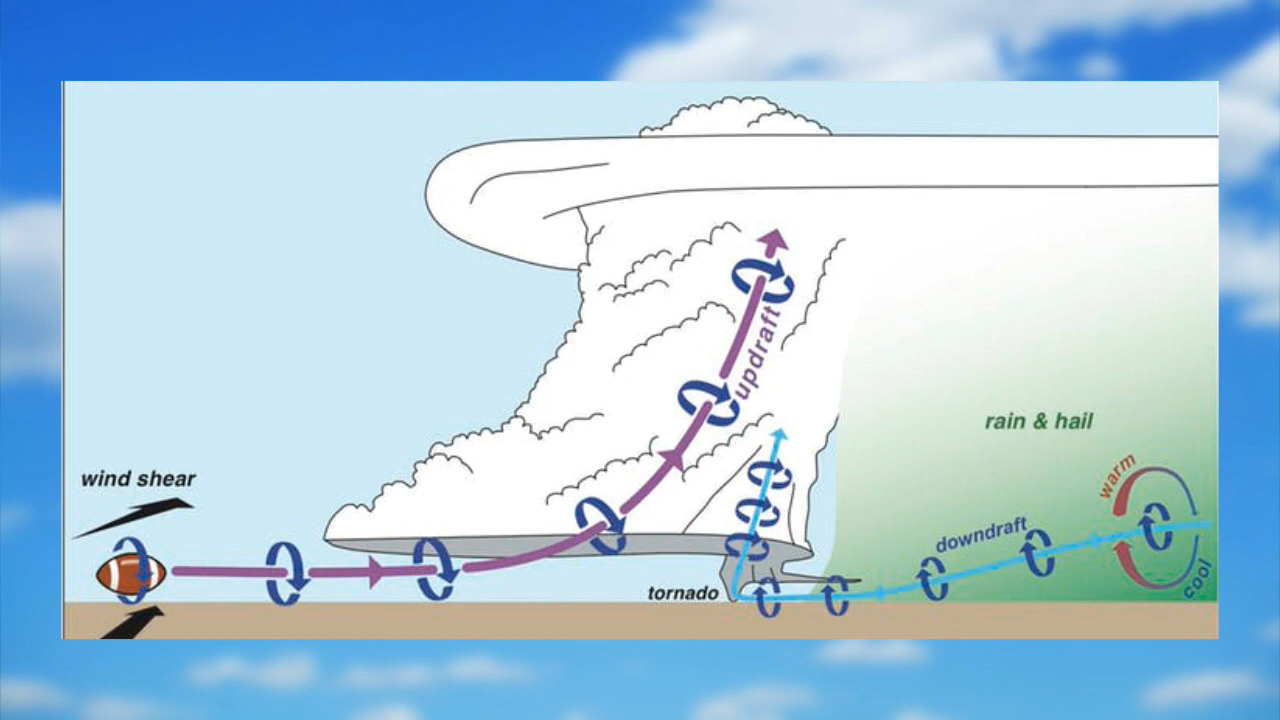 wind shear
updraft
rain & hail
warm
downdraft
cool
tornado